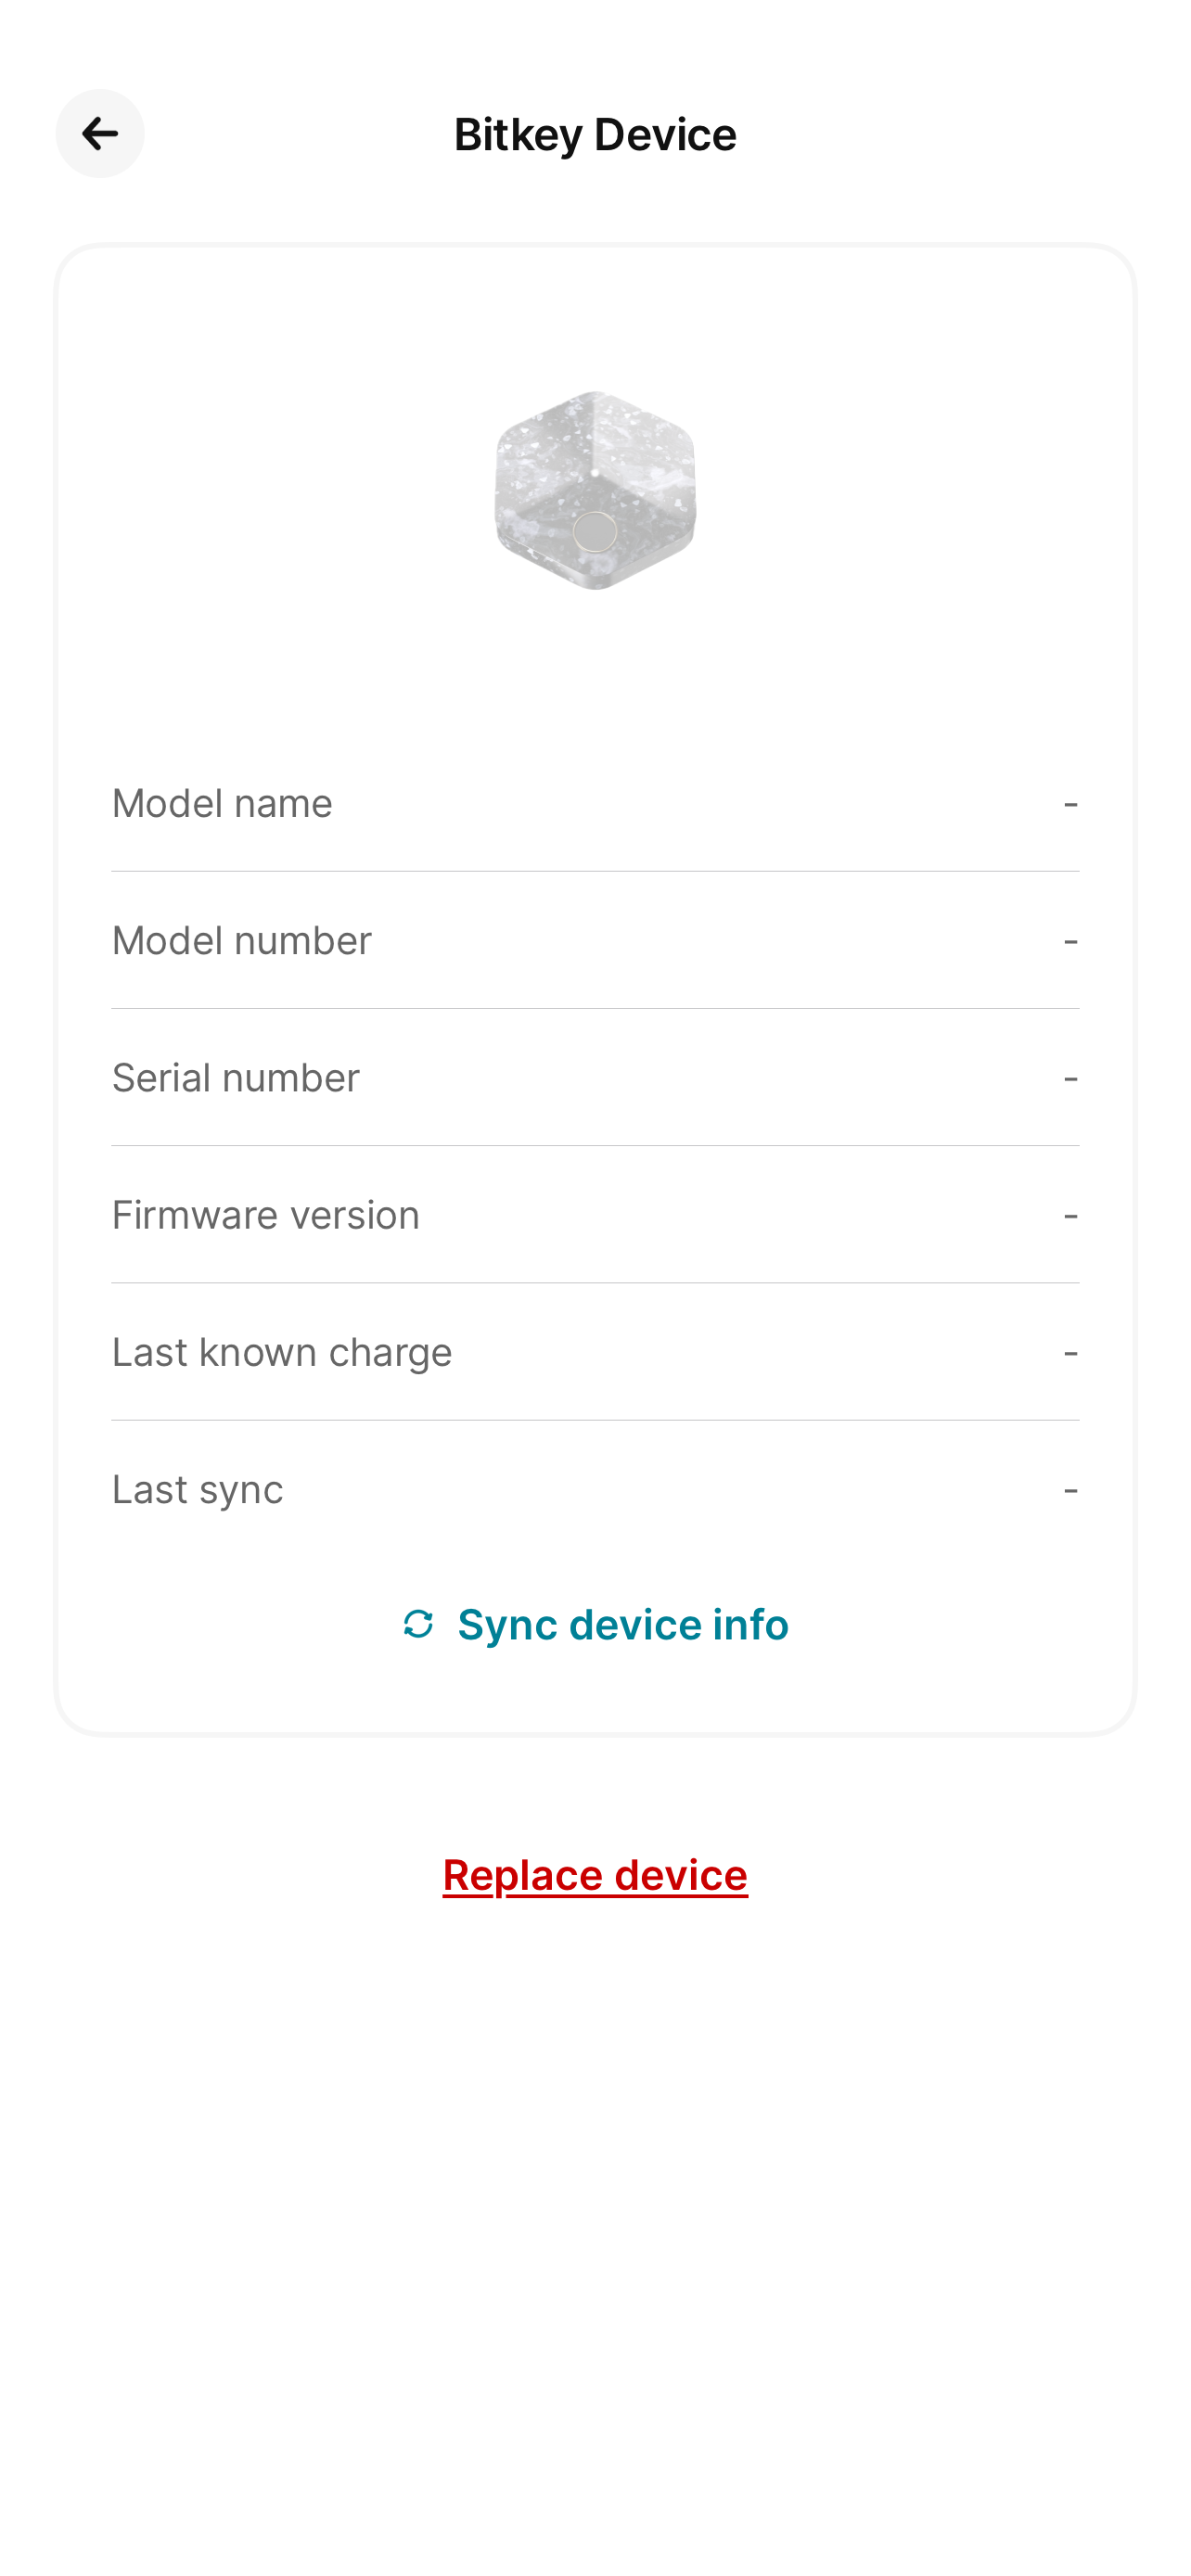 Bitkey Device
Model name -
Model number -
Serial number -
Firmware version -
Last known charge -
Last sync -
Sync device info
Replace device